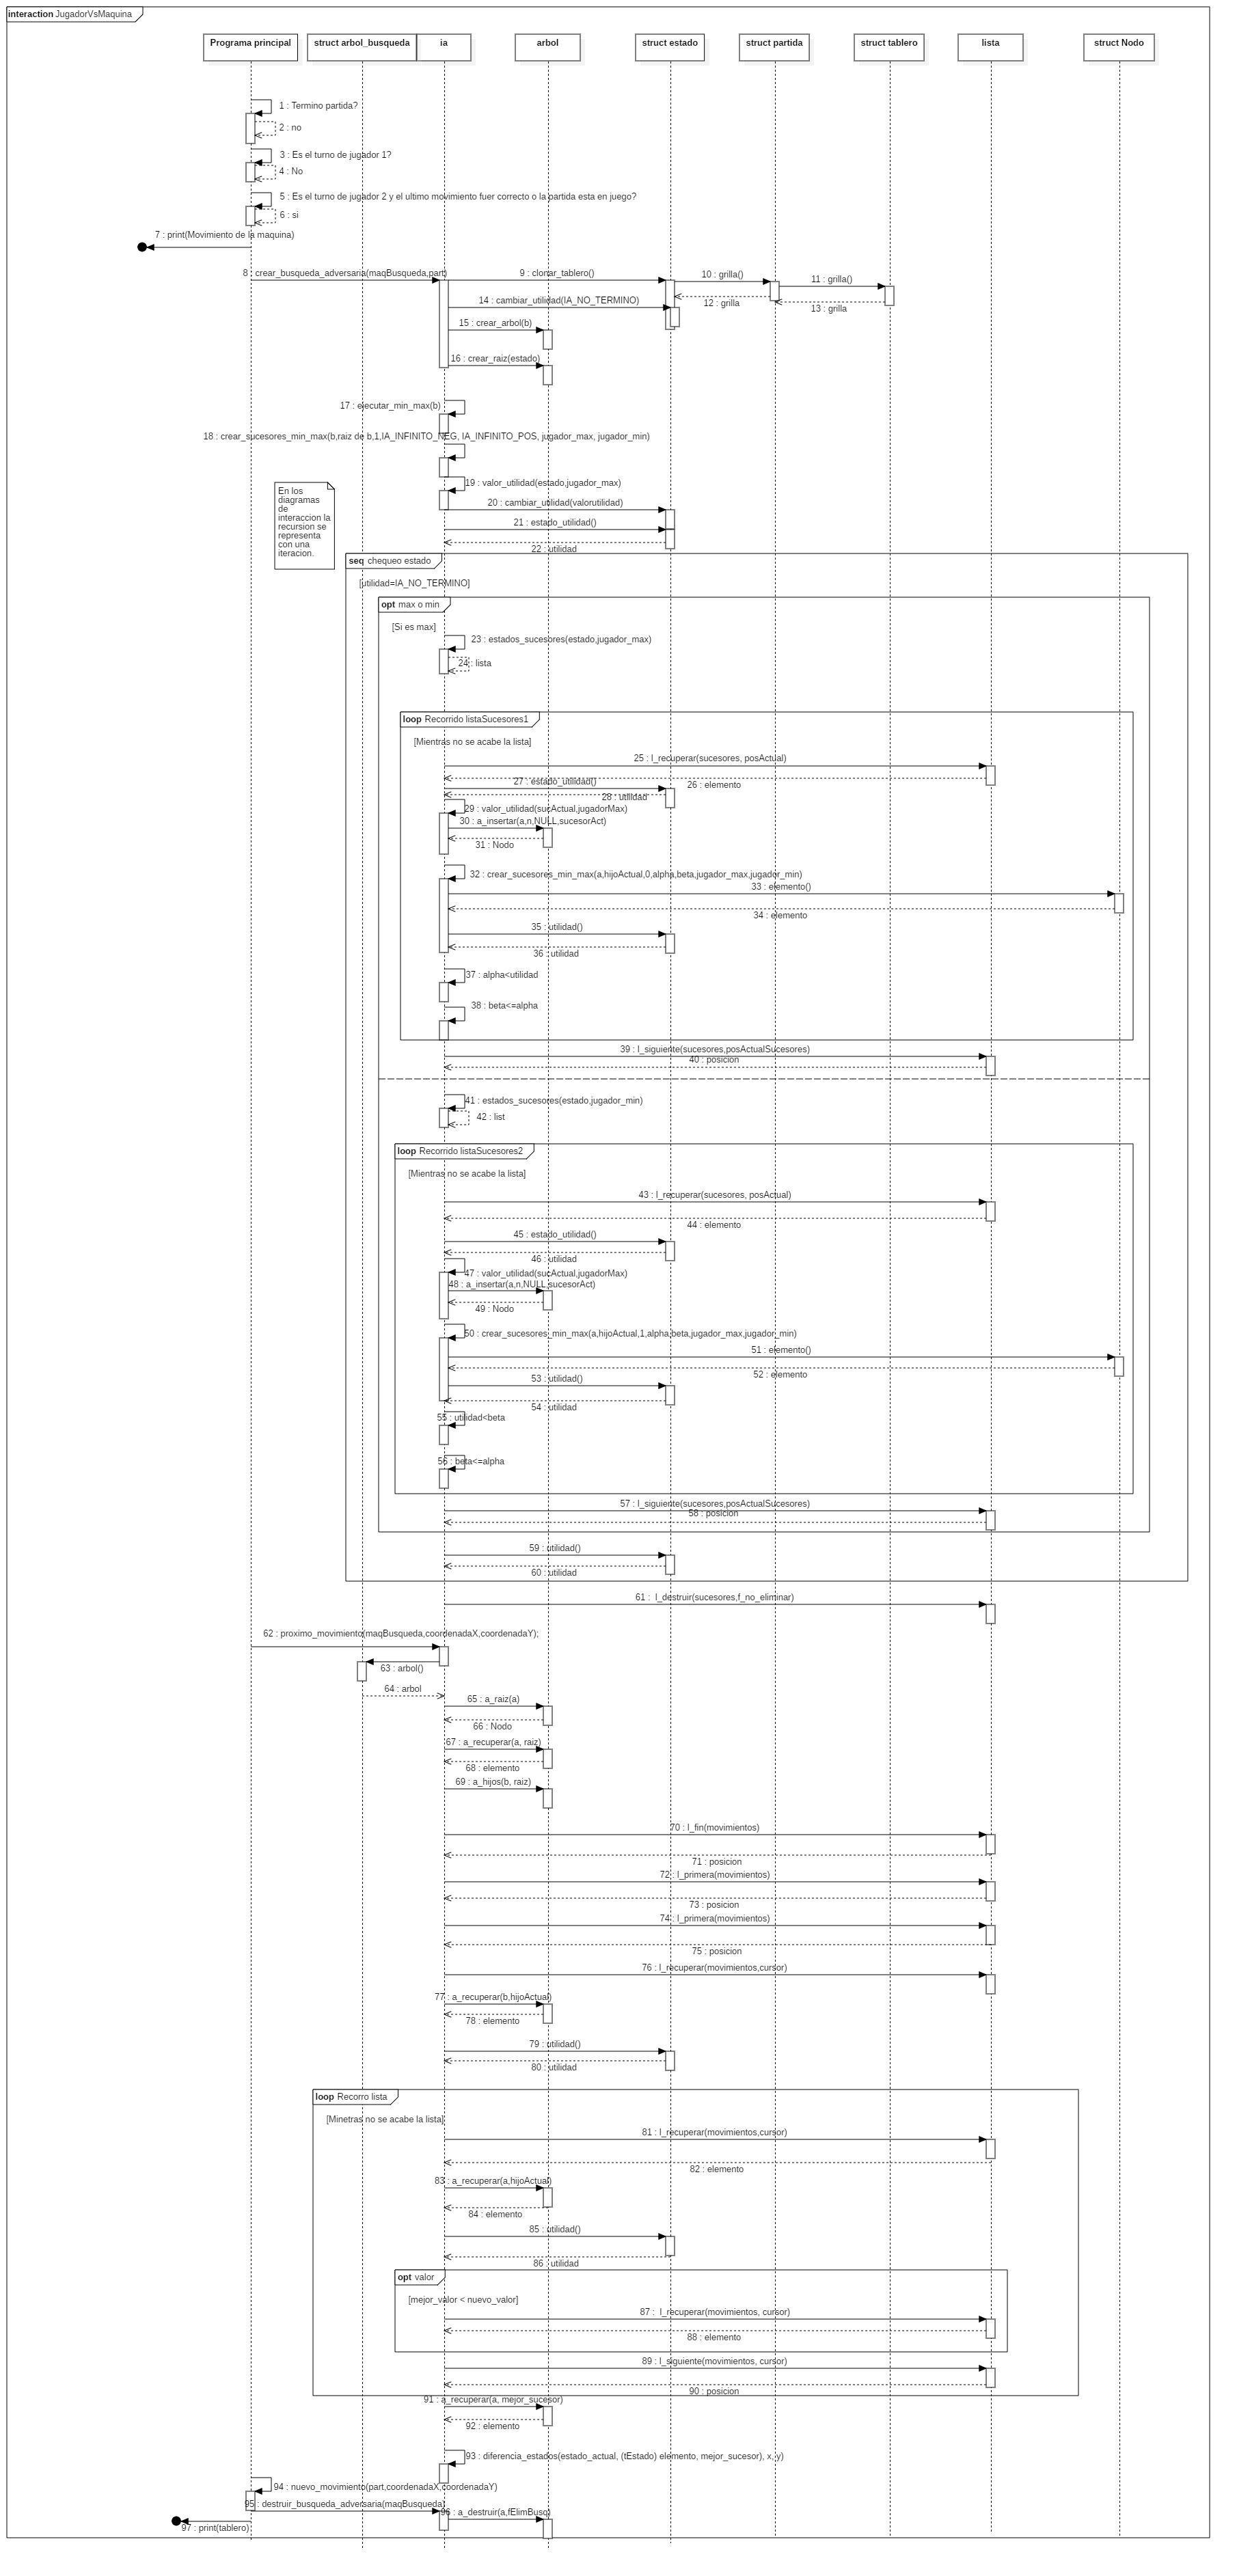 interaction JugadorVsMaquina
Programa principal
struct arbol_busqueda
ia
arbol
struct estado
struct partida
struct tablero
lista
struct Nodo
1 : Termino partida?
2 : no
3 : Es el turno de jugador 1?
4 : No
5 : Es el turno de jugador 2 y el ultimo movimiento fuer correcto o la partida esta en juego?
6 : si
7 : print(Movimiento de la maquina)
8 : crear_busqueda_adversaria(maqBusqueda,part)
9 : clonar_tablero()
10 : grilla()
11 : grilla()
12 : grilla
13 : grilla
14 : cambiar_utilidad(IA_NO_TERMINO)
15 : crear_arbol(b)
16 : crear_raiz(estado)
17 : ejecutar_min_max(b)
18 : crear_sucesores_min_max(b,raiz de b,1,IA_INFINITO_NEG, IA_INFINITO_POS, jugador_max, jugador_min)
19 : valor_utilidad(estado,jugador_max)
20 : cambiar_utilidad(valorutilidad)
21 : estado_utilidad()
22 : utilidad
En los
diagramas
de
interaccion la
recursion se
representa
con una
iteracion.
seq chequeo estado
[utilidad=IA_NO_TERMINO]
opt max o min
[Si es max]
23 : estados_sucesores(estado,jugador_max)
24 : lista
loop Recorrido listaSucesores1
[Mientras no se acabe la lista]
25 : l_recuperar(sucesores, posActual)
26 : elemento
27 : estado_utilidad()
28 : utilidad
29 : valor_utilidad(sucActual,jugadorMax)
30 : a_insertar(a,n,NULL,sucesorAct)
31 : Nodo
32 : crear_sucesores_min_max(a,hijoActual,0,alpha,beta,jugador_max,jugador_min)
33 : elemento()
34 : elemento
35 : utilidad()
36 : utilidad
37 : alpha<utilidad
38 : beta<=alpha
39 : l_siguiente(sucesores,posActualSucesores)
40 : posicion
41 : estados_sucesores(estado,jugador_min)
42 : list
loop Recorrido listaSucesores2
[Mientras no se acabe la lista]
43 : l_recuperar(sucesores, posActual)
44 : elemento
45 : estado_utilidad()
46 : utilidad
47 : valor_utilidad(sucActual,jugadorMax)
48 : a_insertar(a,n,NULL,sucesorAct)
49 : Nodo
50 : crear_sucesores_min_max(a,hijoActual,1,alpha,beta,jugador_max,jugador_min)
51 : elemento()
52 : elemento
53 : utilidad()
54 : utilidad
55 : utilidad<beta
56 : beta<=alpha
57 : l_siguiente(sucesores,posActualSucesores)
58 : posicion
59 : utilidad()
60 : utilidad
61 : l_destruir(sucesores,f_no_eliminar)
62 : proximo_movimiento(maqBusqueda,coordenadaX,coordenadaY);
63 : arbol()
64 : arbol
65 : a_raiz(a)
66 : Nodo
67 : a_recuperar(a, raiz)
68 : elemento
69 : a_hijos(b, raiz)
70 : l_fin(movimientos)
71 : posicion
72 : l_primera(movimientos)
73 : posicion
74 : l_primera(movimientos)
75 : posicion
76 : l_recuperar(movimientos,cursor)
77 : a_recuperar(b,hijoActual)
78 : elemento
79 : utilidad()
80 : utilidad
loop Recorro lista
[Minetras no se acabe la lista]
81 : l_recuperar(movimientos,cursor)
82 : elemento
83 : a_recuperar(a,hijoActual)
84 : elemento
85 : utilidad()
86 : utilidad
opt valor
[mejor_valor < nuevo_valor]
87 : l_recuperar(movimientos, cursor)
88 : elemento
89 : l_siguiente(movimientos, cursor)
90 : posicion
91 : a_recuperar(a, mejor_sucesor)
92 : elemento
93 : diferencia_estados(estado_actual, (tEstado) elemento, mejor_sucesor), x, y)
94 : nuevo_movimiento(part,coordenadaX,coordenadaY)
95 : destruir_busqueda_adversaria(maqBusqueda)
96 : a_destruir(a,fElimBusq)
97 : print(tablero)